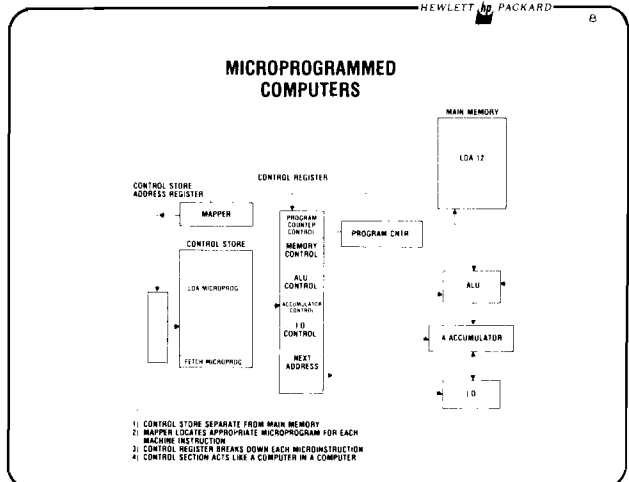 HEWLETT hp PACKARD
8
MICROPROGRAMMED
COMPUTERS
MAIN MEMORY
LDA 12
CONTROL REGISTER
CONTROL STORE
ADDRESS REGISTER
MAPPER
PROGRAM
COUNTER
CONTROL
PROGRAM CNTR
CONTROL STORE
MEMORY
CONTROL
LDA MICROPROG
ALU
CONTROL
ALU
ACCUMULATOR
CONTROL
I/O
CONTROL
A ACCUMULATOR
NEXT
ADDRESS
FETCH MICROPROG
I/O
1) CONTROL STORE SEPARATE FROM MAIN MEMORY
2) MAPPER LOCATES APPROPRIATE MICROPROGRAM FOR EACH
MACHINE INSTRUCTION
3) CONTROL REGISTER BREAKS DOWN EACH MICROINSTRUCTION
4) CONTROL SECTION ACTS LIKE A COMPUTER IN A COMPUTER